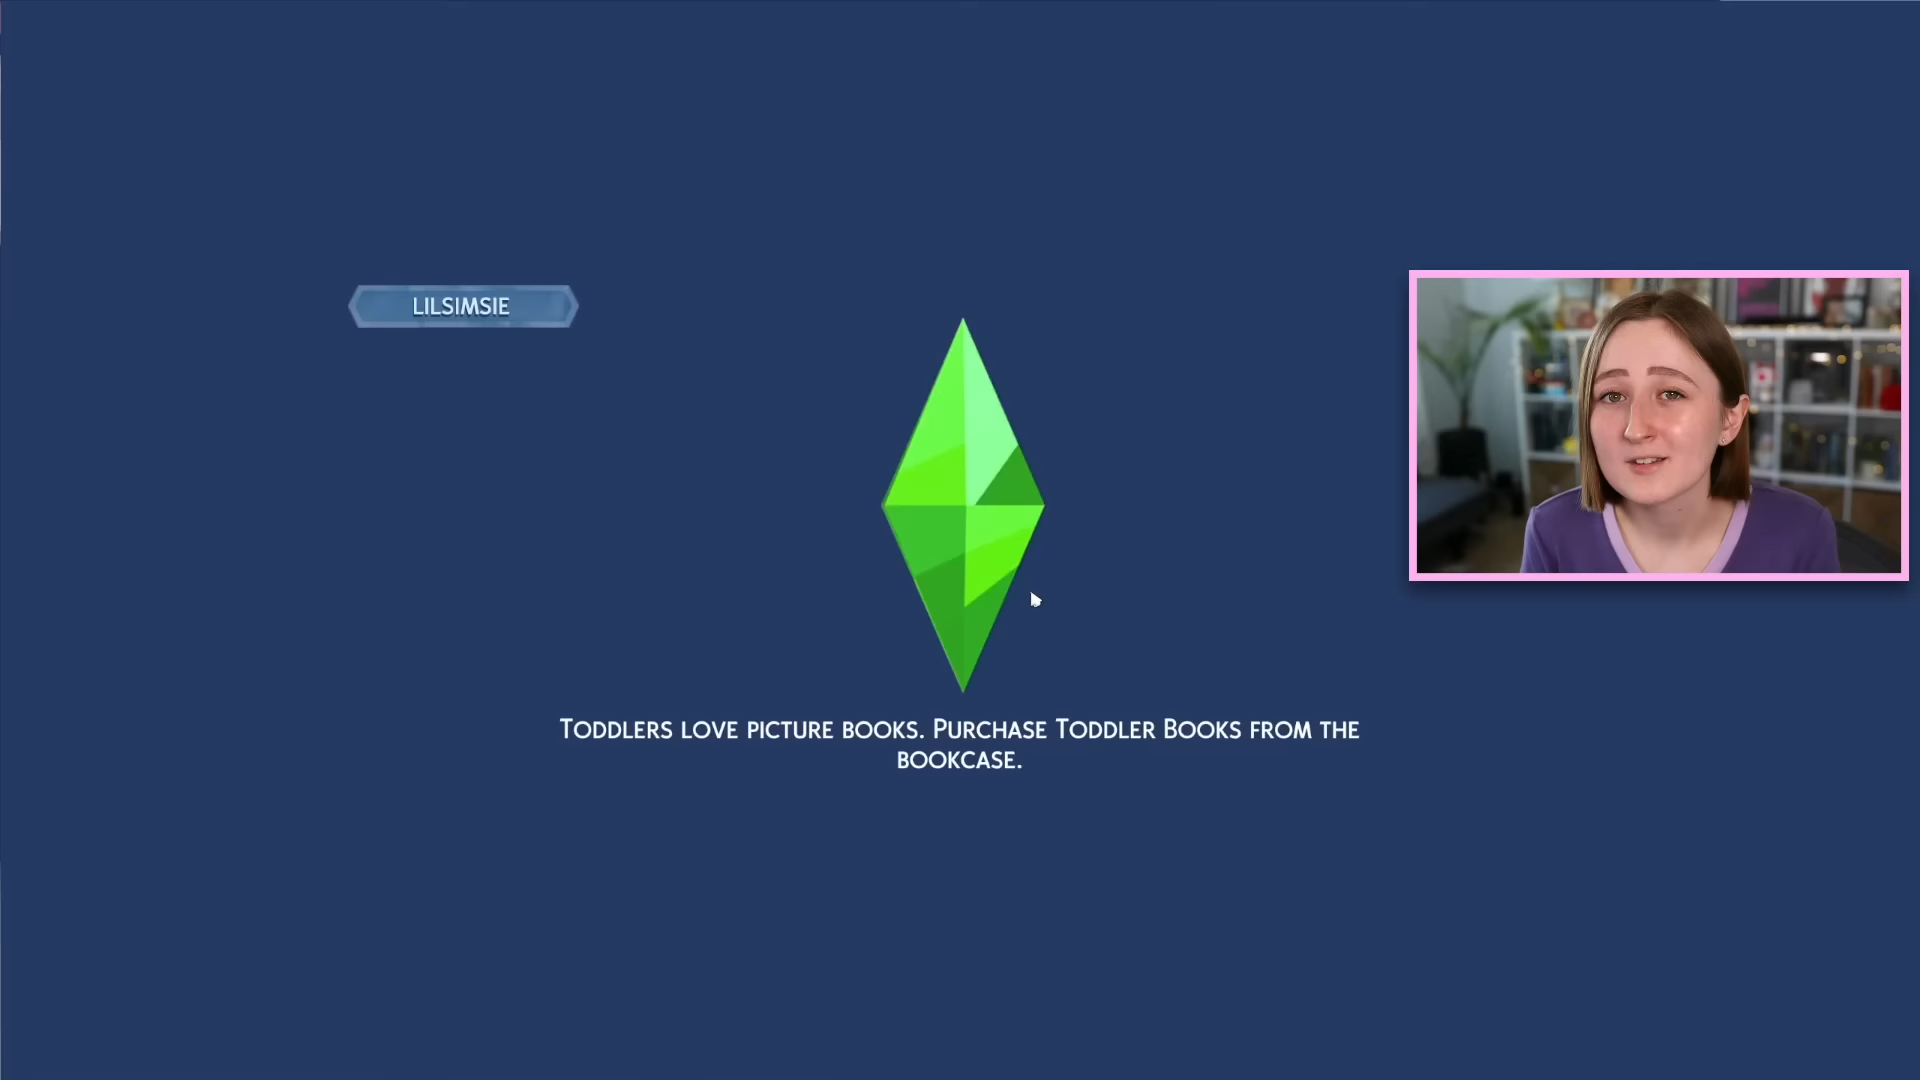 LILSIMSIE
TODDLERS LOVE PICTURE BOOKS. PURCHASE TODDLER BOOKS FROM THE
BOOKCASE.